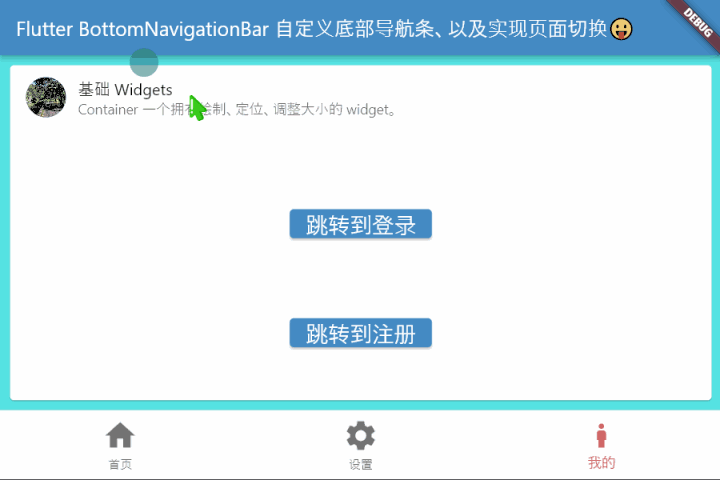 Flutter BottomNavigationBar 自定义底部导航条、以及实现页面切换😛
DEBUG
基础 Widgets
Container 一个拥有绘制、定位、调整大小的 widget。
跳转到登录
跳转到注册
首页
设置
我的